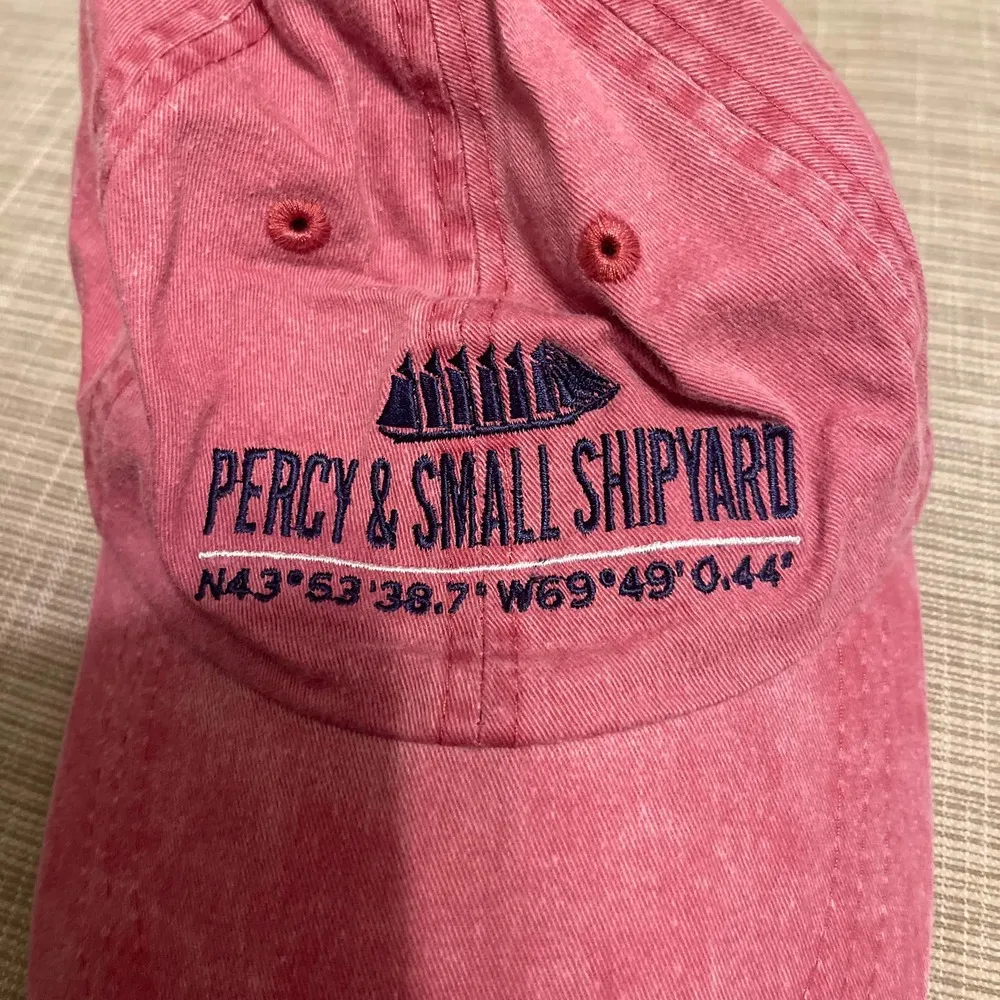 PERCY & SMALL SHIPYARD
N43°53'38.7" W69°49'0.44"